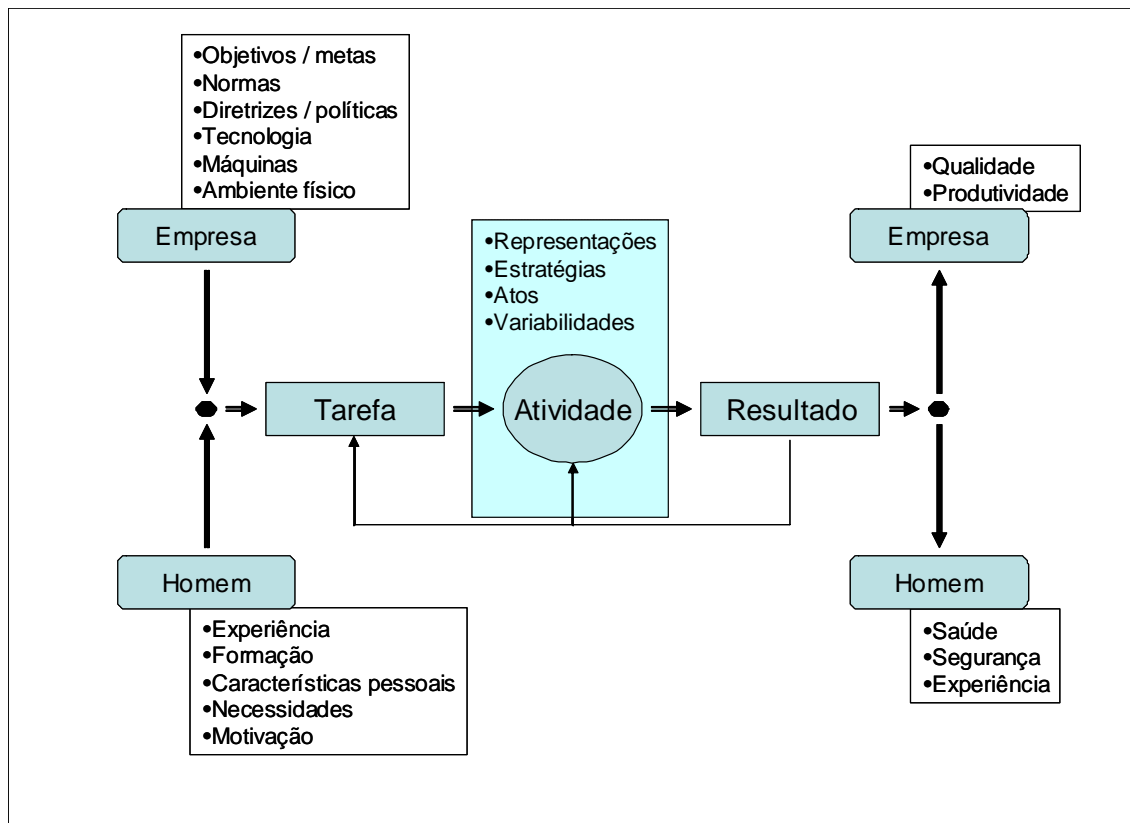 •Objetivos / metas
•Normas
•Diretrizes / políticas
•Tecnologia
•Máquinas
•Ambiente físico
Empresa
•Qualidade
•Produtividade
Empresa
•Representações
•Estratégias
•Atos
•Variabilidades
Tarefa
Atividade
Resultado
Homem
•Experiência
•Formação
•Características pessoais
•Necessidades
•Motivação
Homem
•Saúde
•Segurança
•Experiência